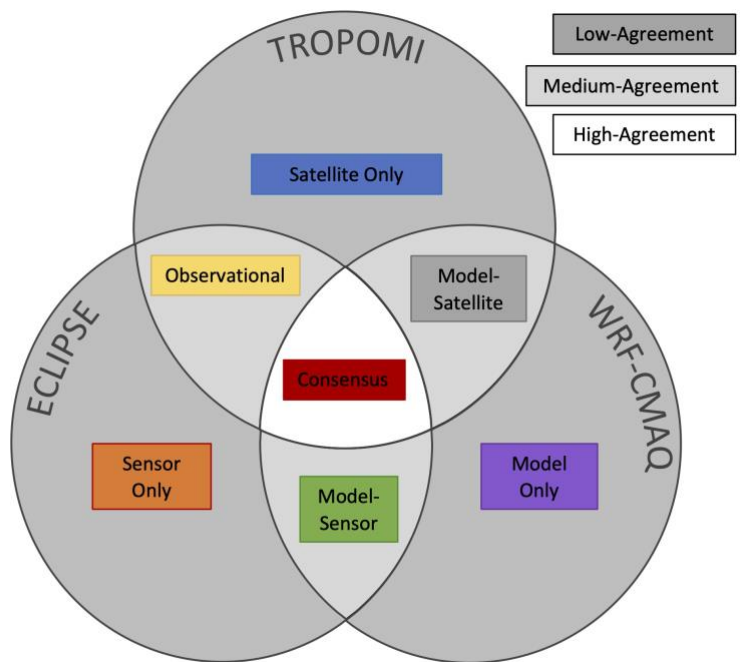 TROPOMI
Low-Agreement
Medium-Agreement
High-Agreement
Satellite Only
Observational
Model-
Satellite
ECLIPSE
WRF-CMAQ
Consensus
Sensor
Only
Model-
Sensor
Model
Only